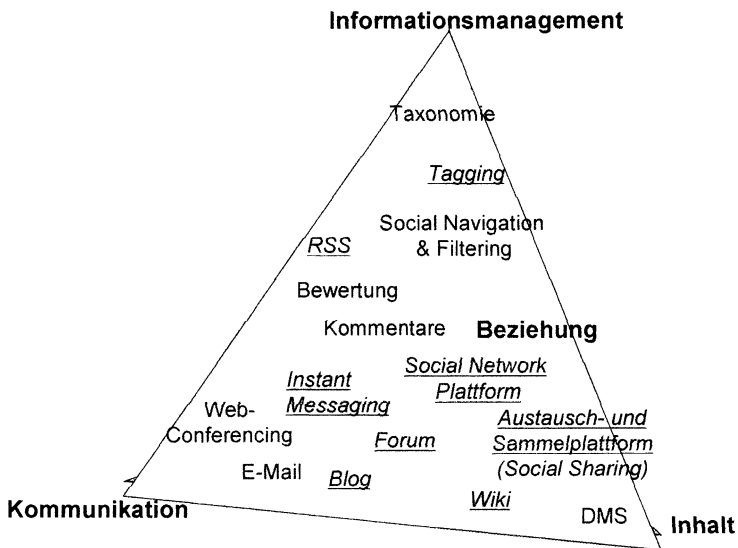 Informationsmanagement
Taxonomie
Tagging
Social Navigation
& Filtering
RSS
Bewertung
Kommentare
Beziehung
Social Network
Plattform
Instant
Messaging
Web-
Conferencing
Austausch- und
Sammelplattform
(Social Sharing)
Forum
E-Mail
Blog
Wiki
DMS
Kommunikation
Inhalt